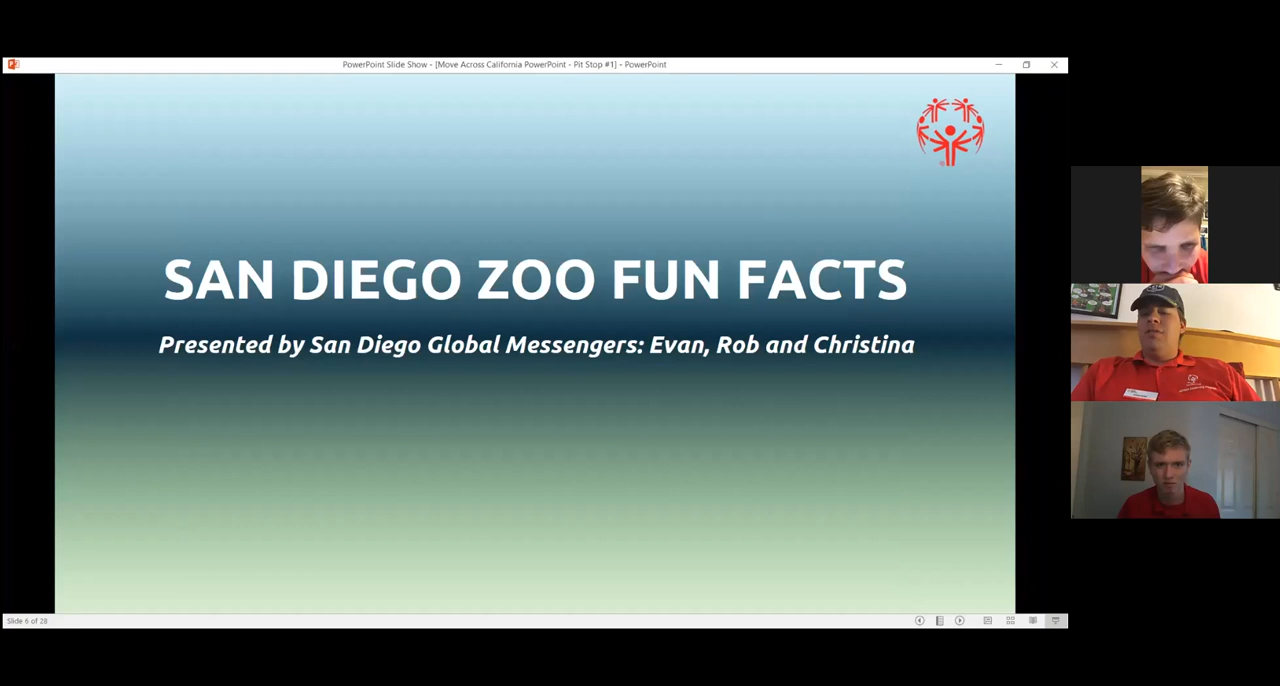 PowerPoint Slide Show - [Move Across California PowerPoint - Pit Stop #1] - PowerPoint
SAN DIEGO ZOO FUN FACTS
Presented by San Diego Global Messengers: Evan, Rob and Christina
Slide 6 of 28